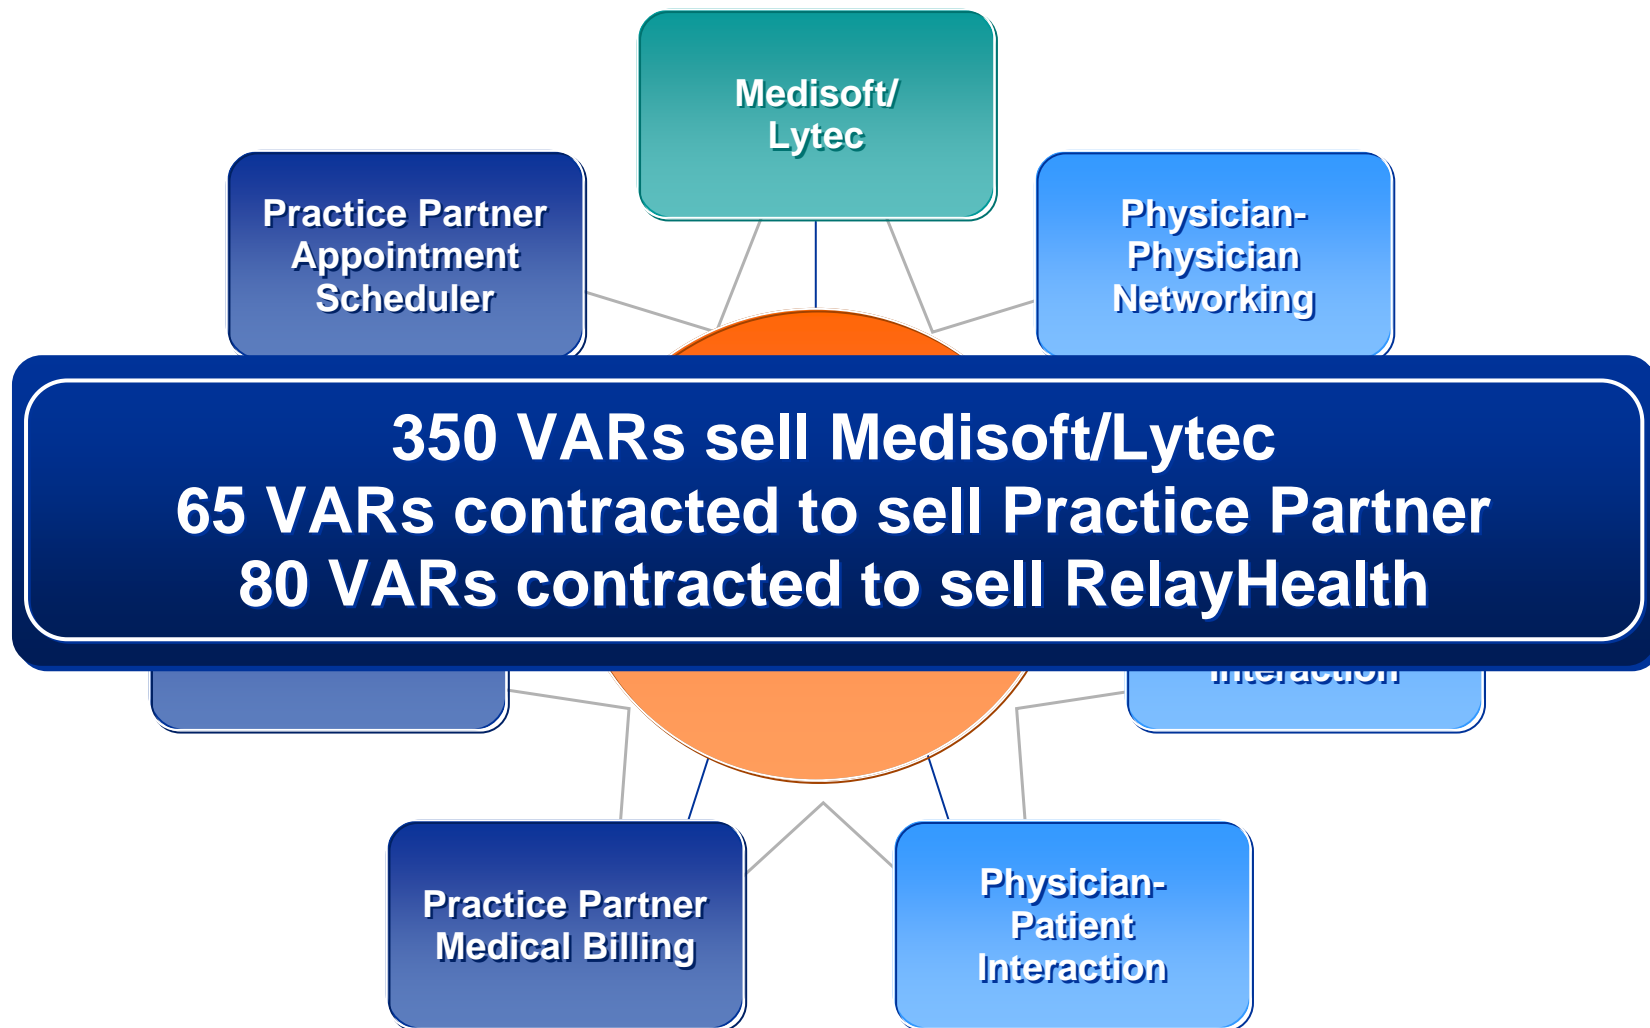 Medisoft/
Lytec
Practice Partner
Appointment
Scheduler
Physician-
Physician
Networking
350 VARs sell Medisoft/Lytec
65 VARs contracted to sell Practice Partner
80 VARs contracted to sell RelayHealth
Interaction
Practice Partner
Medical Billing
Physician-
Patient
Interaction